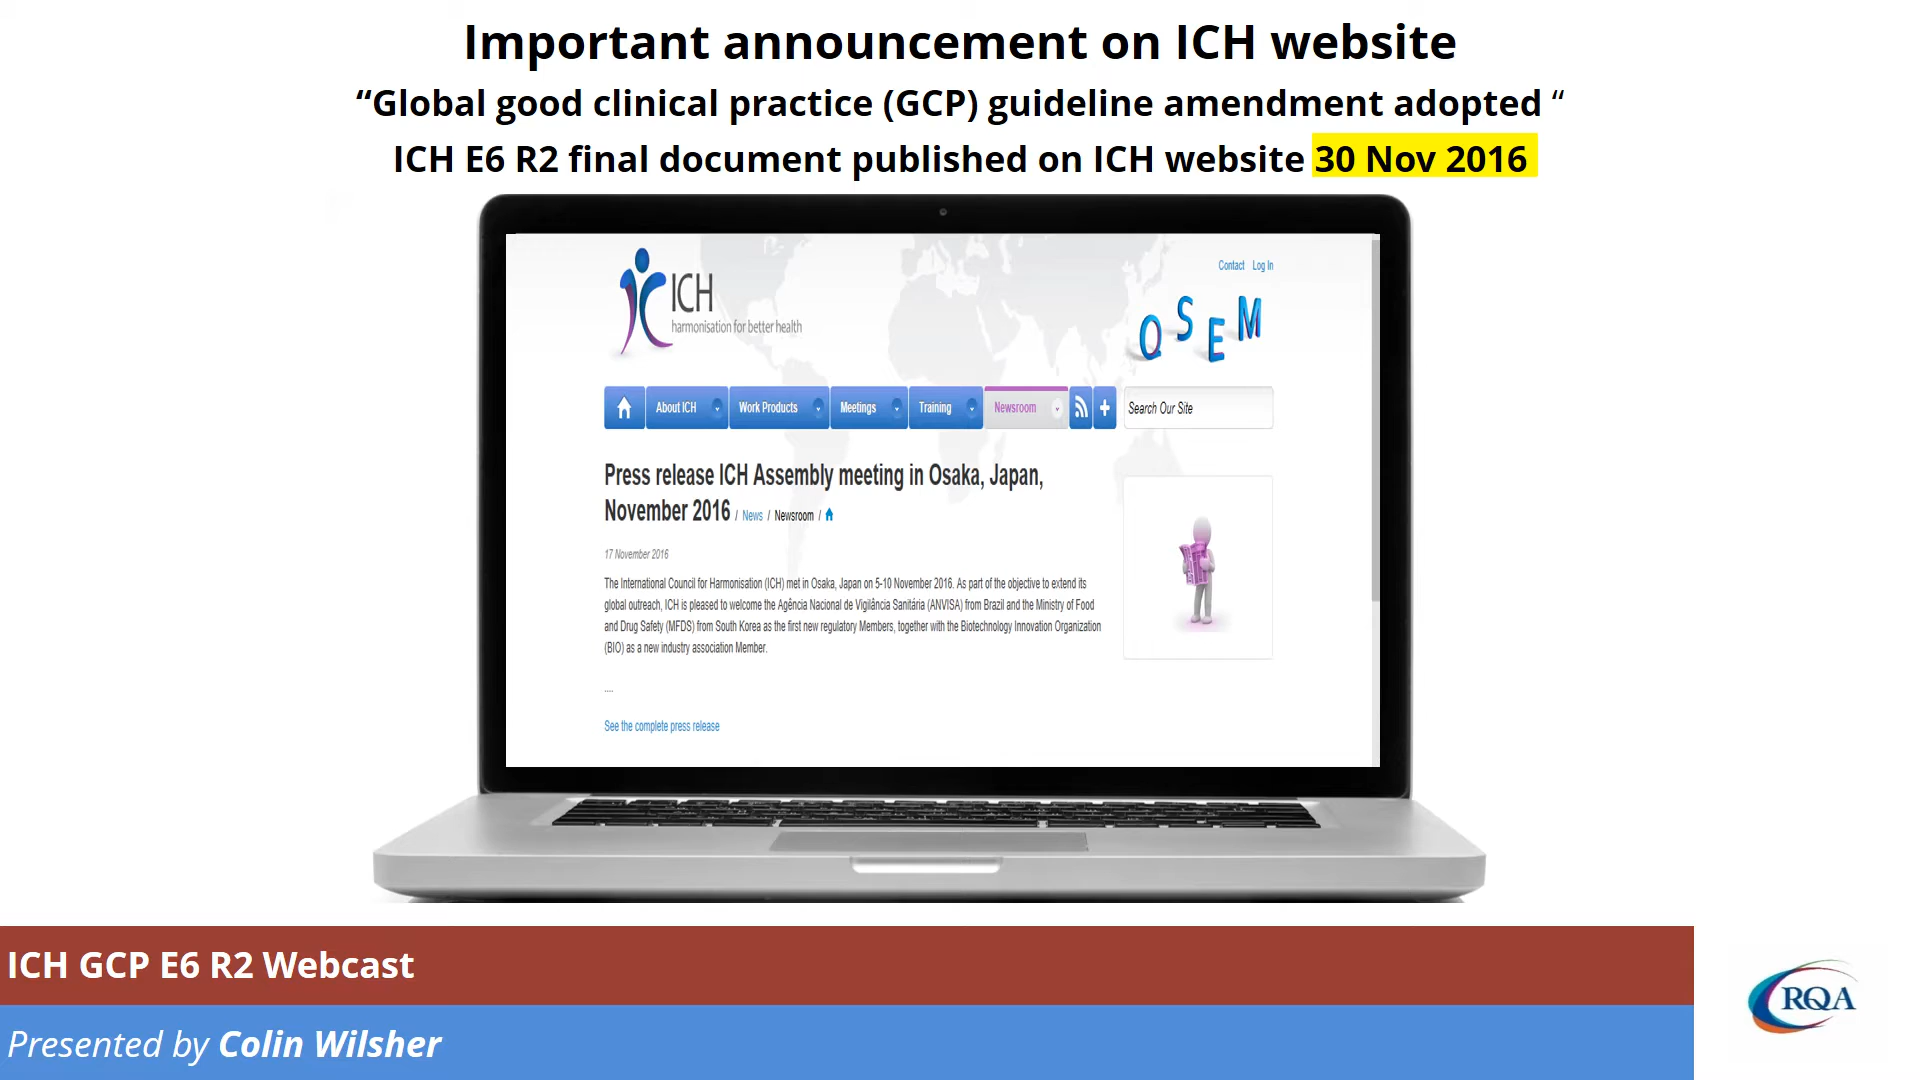 Important announcement on ICH website
“Global good clinical practice (GCP) guideline amendment adopted “
ICH E6 R2 final document published on ICH website 30 Nov 2016
ICH
harmonisation for better health
Contact Log In
Q S E M
About ICH Work Products Meetings Training Newsroom Search Our Site
Press release ICH Assembly meeting in Osaka, Japan,
November 2016 / News / Newsroom /
17 November 2016
The International Council for Harmonisation (ICH) met in Osaka, Japan on 5-10 November 2016. As part of the objective to extend its
global outreach, ICH is pleased to welcome the Agência Nacional de Vigilância Sanitária (ANVISA) from Brazil and the Ministry of Food
and Drug Safety (MFDS) from South Korea as the first new regulatory Members, together with the Biotechnology Innovation Organization
(BIO) as a new industry association Member.
....
See the complete press release
ICH GCP E6 R2 Webcast
Presented by Colin Wilsher
RQA